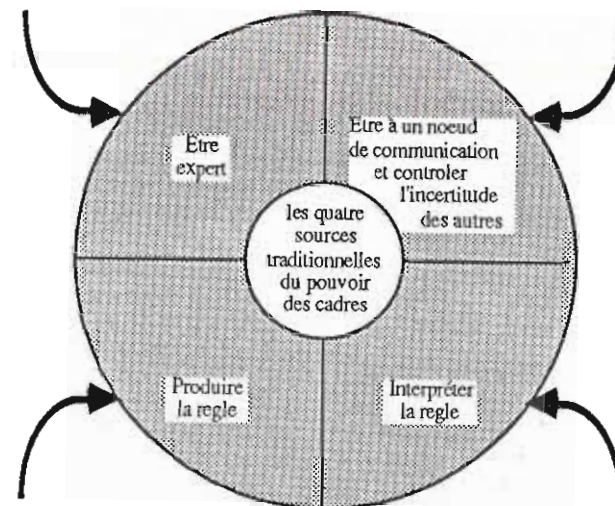 Etre
expert
Etre à un noeud
de communication
et controler
l'incertitude
des autres
les quatre
sources
traditionnelles
du pouvoir
des cadres
Produire
la regle
Interpréter
la regle